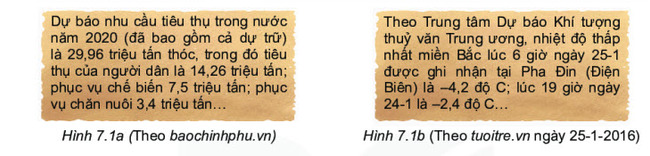 Dự báo nhu cầu tiêu thụ trong nước
năm 2020 (đã bao gồm cả dự trữ)
là 29,96 triệu tấn thóc, trong đó tiêu
thụ của người dân là 14,26 triệu tấn;
phục vụ chế biến 7,5 triệu tấn; phục
vụ chăn nuôi 3,4 triệu tấn...
Hình 7.1a (Theo baochinhphu.vn)
Theo Trung tâm Dự báo Khí tượng
thuỷ văn Trung ương, nhiệt độ thấp
nhất miền Bắc lúc 6 giờ ngày 25-1
được ghi nhận tại Pha Đin (Điện
Biên) là –4,2 độ C; lúc 19 giờ ngày
24-1 là –2,4 độ C...
Hình 7.1b (Theo tuoitre.vn ngày 25-1-2016)